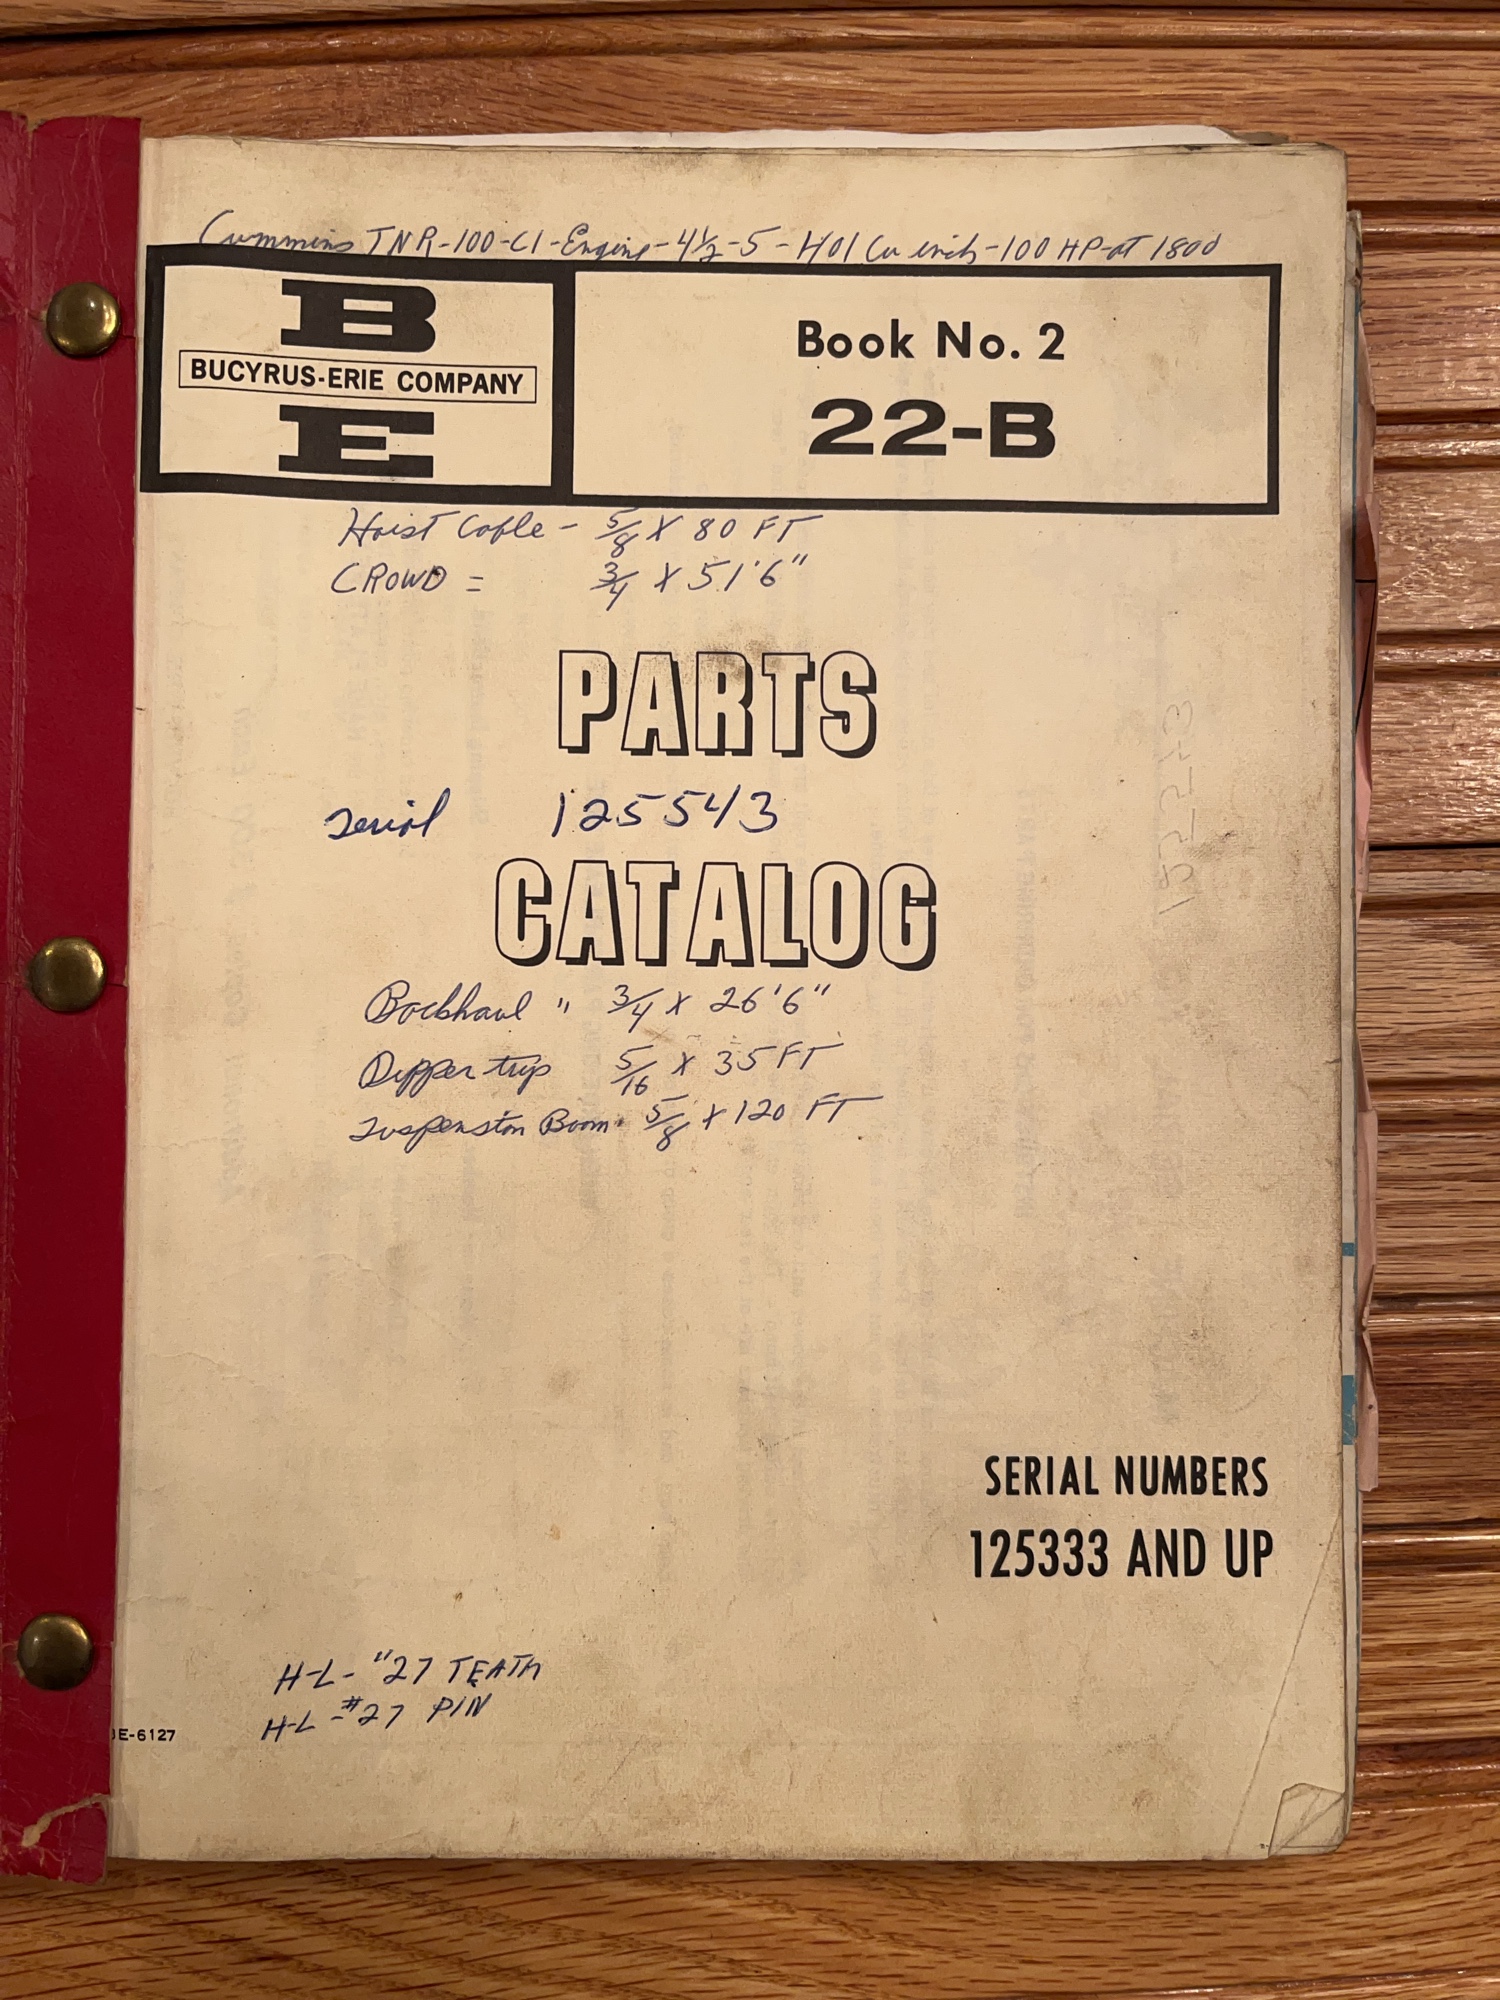 Cummins JNR-100-CI-Engine-4½-5-401 Cu inch-100 HP-at 1800
B
BUCYRUS-ERIE COMPANY
E
Book No. 2
22-B
Hoist Cable - 5/8 X 80 FT
CROWD = 3/4 X 51'6"
PARTS
Serial 125543
CATALOG
Backhaul " 3/4 X 26'6"
Dipper trip 5/16 X 35 FT
Suspension Boom. 5/8 X 120 FT
SERIAL NUMBERS
125333 AND UP
H-L- "27 TEATH
H-L-#27 PIN
E-6127